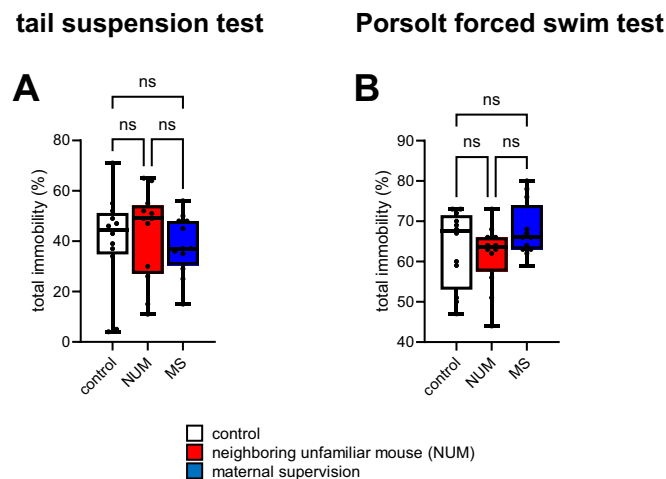 tail suspension test
Porsolt forced swim test
A
ns
ns
ns
80
60
40
20
0
total immobility (%)
control
NUM
MS
B
ns
ns
ns
90
80
70
60
50
40
total immobility (%)
control
NUM
MS
control
neighboring unfamiliar mouse (NUM)
maternal supervision